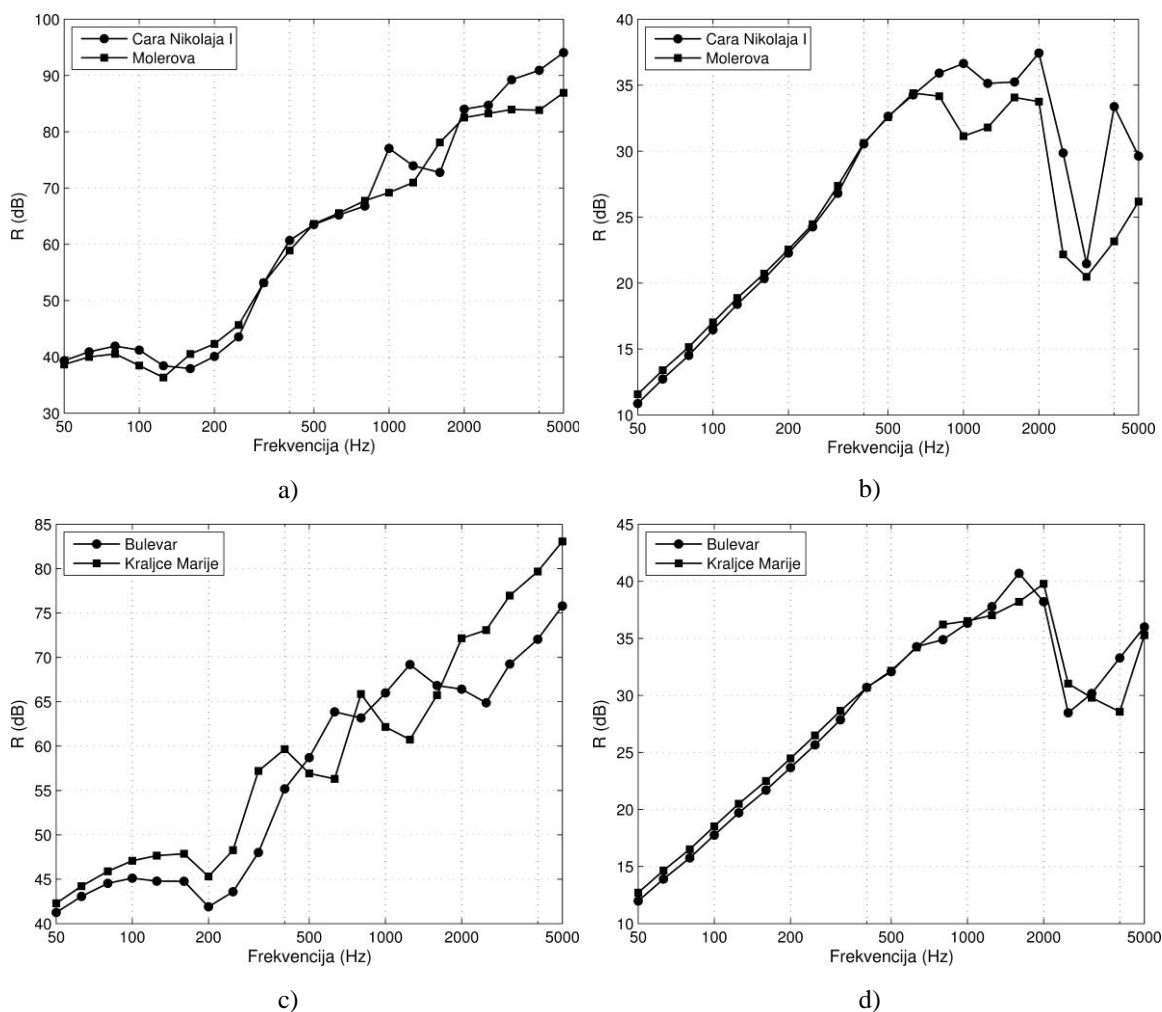 100
90
80
70
60
50
40
30
R (dB)
Cara Nikolaja I
Molerova
50 100 200 500 1000 2000 5000
Frekvencija (Hz)
a)
40
35
30
25
20
15
10
R (dB)
Cara Nikolaja I
Molerova
50 100 200 500 1000 2000 5000
Frekvencija (Hz)
b)
85
80
75
70
65
60
55
50
45
40
R (dB)
Bulevar
Kraljce Marije
50 100 200 500 1000 2000 5000
Frekvencija (Hz)
c)
45
40
35
30
25
20
15
10
R (dB)
Bulevar
Kraljce Marije
50 100 200 500 1000 2000 5000
Frekvencija (Hz)
d)